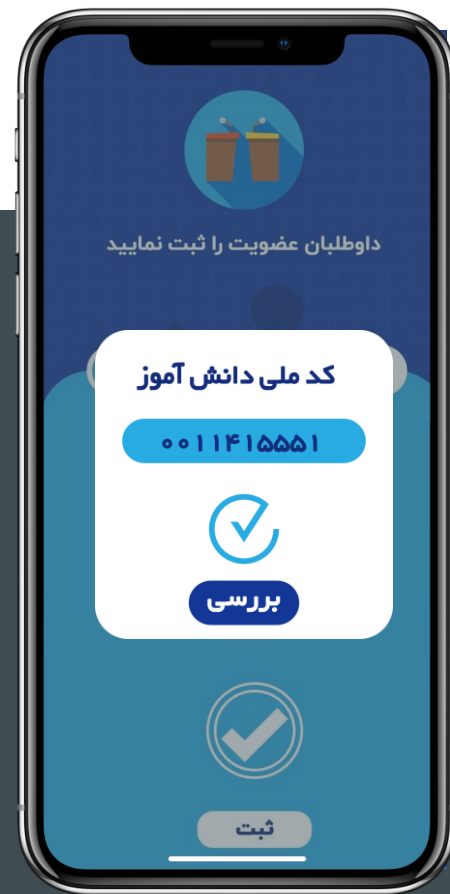 داوطلبان عضویت را ثبت نمایید
کد ملی دانش آموز
۰۰۱۱۴۱۵۵۵۱
بررسی
ثبت